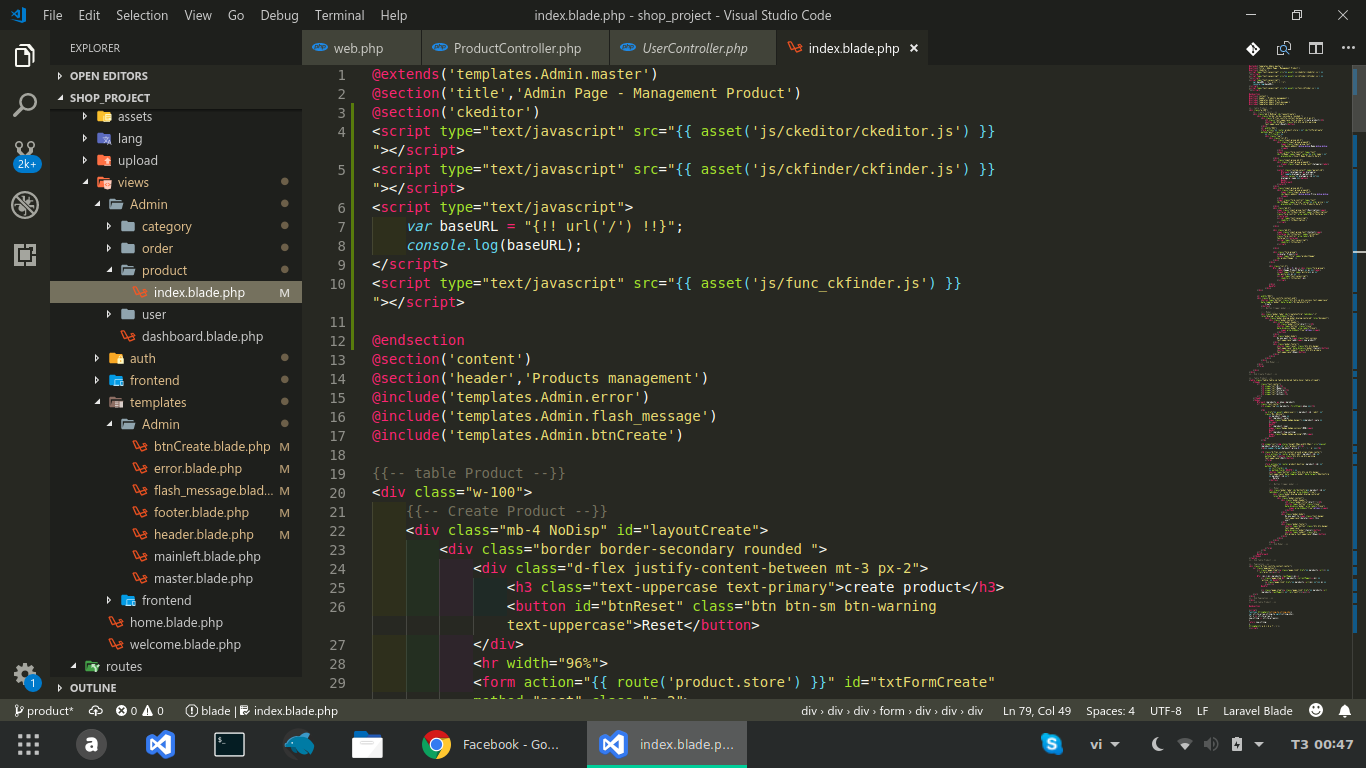 File Edit Selection View Go Debug Terminal Help index.blade.php - shop_project - Visual Studio Code
EXPLORER
OPEN EDITORS
SHOP_PROJECT
assets
lang
upload
views
Admin
category
order
product
index.blade.php M
user
dashboard.blade.php
auth
frontend
templates
Admin
btnCreate.blade.php M
error.blade.php M
flash_message.blad... M
footer.blade.php M
header.blade.php M
mainleft.blade.php
master.blade.php
frontend
home.blade.php
welcome.blade.php
routes
OUTLINE
2k+
1
web.php ProductController.php UserController.php index.blade.php ×
1 @extends('templates.Admin.master')
2 @section('title','Admin Page - Management Product')
3 @section('ckeditor')
4 <script type="text/javascript" src="{{ asset('js/ckeditor/ckeditor.js') }}
"></script>
5 <script type="text/javascript" src="{{ asset('js/ckfinder/ckfinder.js') }}
"></script>
6 <script type="text/javascript">
7 var baseURL = "{!! url('/') !!}";
8 console.log(baseURL);
9 </script>
10 <script type="text/javascript" src="{{ asset('js/func_ckfinder.js') }}
"></script>
11
12 @endsection
13 @section('content')
14 @section('header','Products management')
15 @include('templates.Admin.error')
16 @include('templates.Admin.flash_message')
17 @include('templates.Admin.btnCreate')
18
19 {{-- table Product --}}
20 <div class="w-100">
21 {{-- Create Product --}}
22 <div class="mb-4 NoDisp" id="layoutCreate">
23 <div class="border border-secondary rounded ">
24 <div class="d-flex justify-content-between mt-3 px-2">
25 <h3 class="text-uppercase text-primary">create product</h3>
26 <button id="btnReset" class="btn btn-sm btn-warning
text-uppercase">Reset</button>
27 </div>
28 <hr width="96%">
29 <form action="{{ route('product.store') }}" id="txtFormCreate"
product* 0 0 blade | index.blade.php div › div › div › form › div › div › div Ln 79, Col 49 Spaces: 4 UTF-8 LF Laravel Blade
a Facebook - Go... index.blade.p... vi T3 00:47